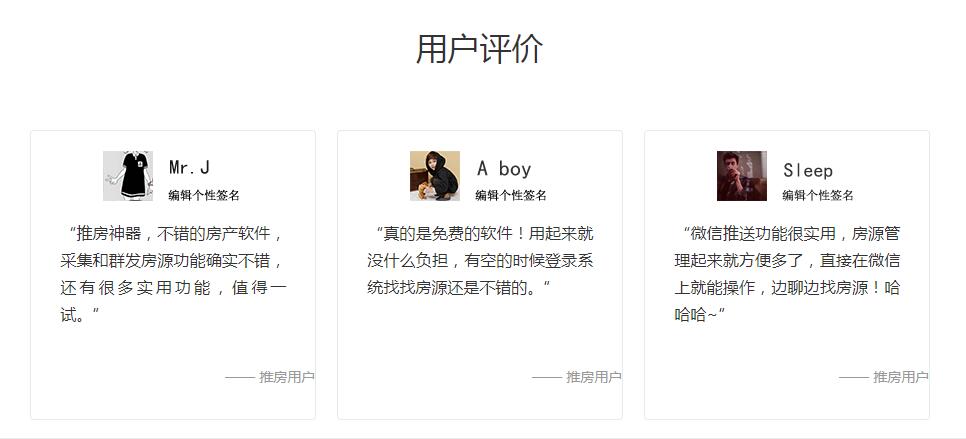 用户评价
Mr.J
编辑个性签名
“推房神器，不错的房产软件，
采集和群发房源功能确实不错，
还有很多实用功能，值得一
试。”
—— 推房用户
A boy
编辑个性签名
“真的是免费的软件！用起来就
没什么负担，有空的时候登录系
统找找房源还是不错的。”
—— 推房用户
Sleep
编辑个性签名
“微信推送功能很实用，房源管
理起来就方便多了，直接在微信
上就能操作，边聊边找房源！哈
哈哈~”
—— 推房用户